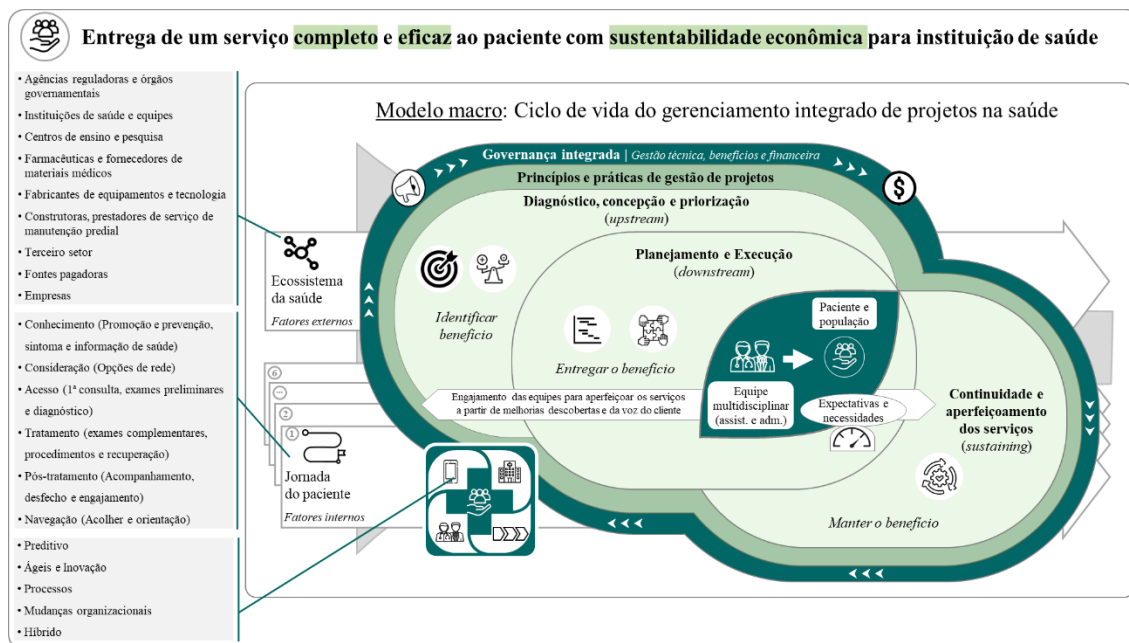 Entrega de um serviço completo e eficaz ao paciente com sustentabilidade econômica para instituição de saúde
• Agências reguladoras e órgãos
governamentais
• Instituições de saúde e equipes
• Centros de ensino e pesquisa
• Farmacêuticas e fornecedores de
materiais médicos
• Fabricantes de equipamentos e tecnologia
• Construtoras, prestadores de serviço de
manutenção predial
• Terceiro setor
• Fontes pagadoras
• Empresas
• Conhecimento (Promoção e prevenção,
sintoma e informação de saúde)
• Consideração (Opções de rede)
• Acesso (1ª consulta, exames preliminares
e diagnóstico)
• Tratamento (exames complementares,
procedimentos e recuperação)
• Pós-tratamento (Acompanhamento,
desfecho e engajamento)
• Navegação (Acolher e orientação)
• Preditivo
• Ágeis e Inovação
• Processos
• Mudanças organizacionais
• Híbrido
Modelo macro: Ciclo de vida do gerenciamento integrado de projetos na saúde
Governança integrada | Gestão técnica, benefícios e financeira
Princípios e práticas de gestão de projetos
Diagnóstico, concepção e priorização
(upstream)
Planejamento e Execução
(downstream)
$
Ecossistema
da saúde
Fatores externos
Identificar
benefício
Entregar o benefício
Paciente e
população
Equipe
multidisciplinar
(assist. e adm.)
Expectativas e
necessidades
Engajamento das equipes para aperfeiçoar os serviços
a partir de melhorias descobertas e da voz do cliente
Continuidade e
aperfeiçoamento
dos serviços
(sustaining)
Manter o benefício
6
...
2
1
Jornada
do paciente
Fatores internos